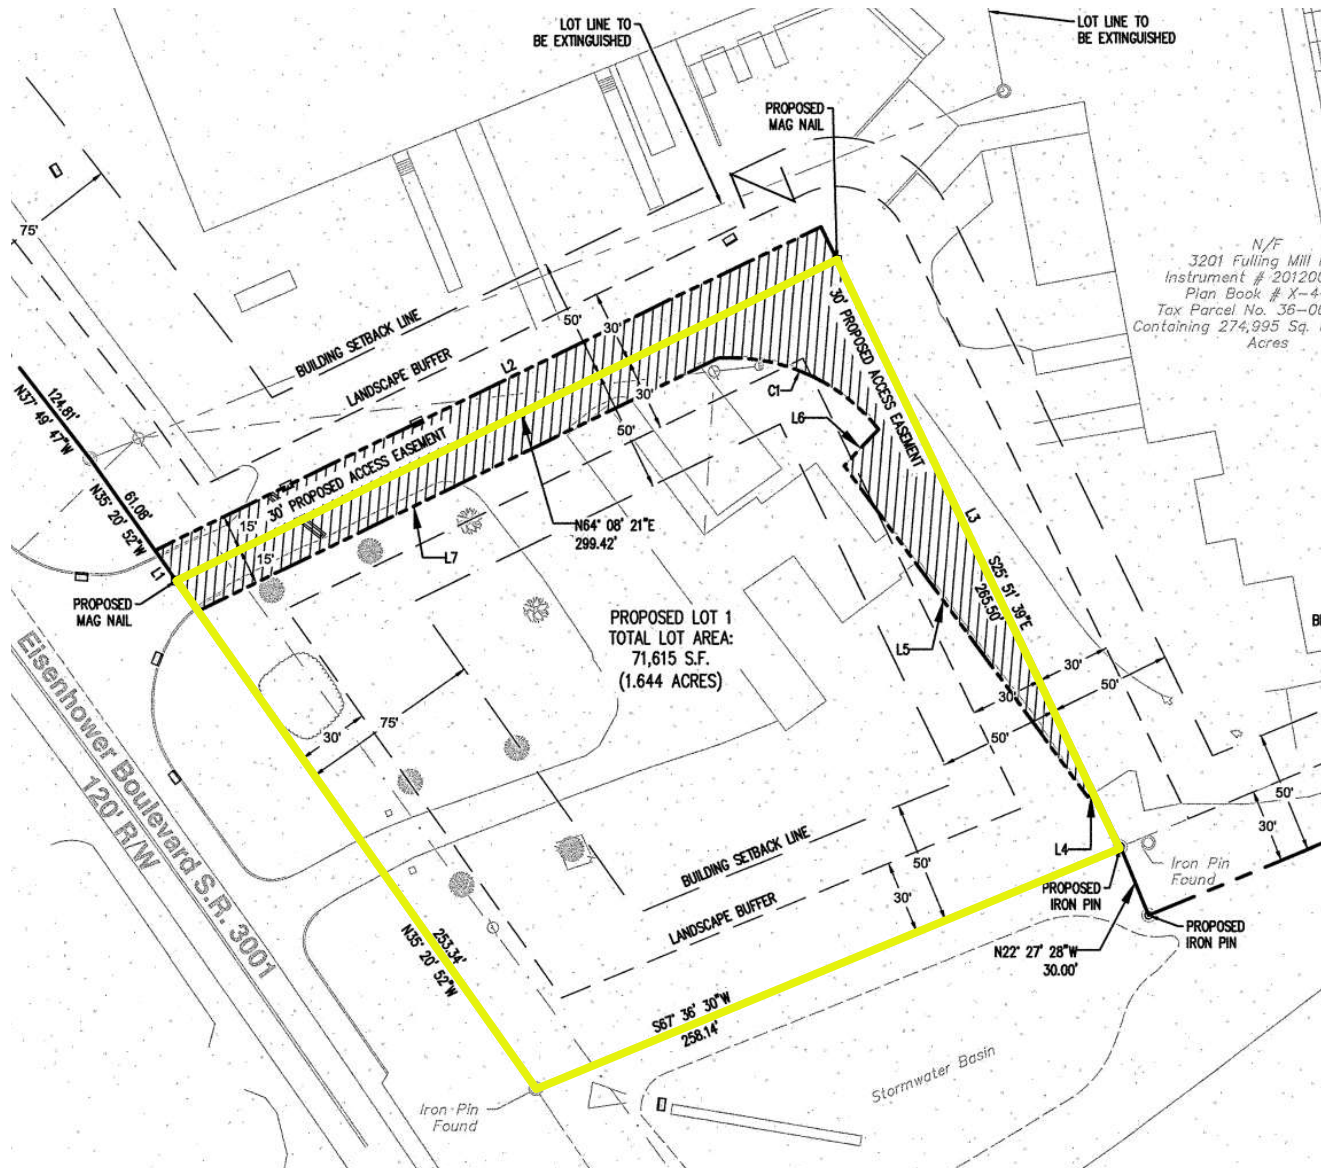 LOT LINE TO
BE EXTINGUISHED
LOT LINE TO
BE EXTINGUISHED
PROPOSED
MAG NAIL
75'
N/F
3201 Fulling Mill
Instrument # 20120
Plan Book # X-4
Tax Parcel No. 36-0
Containing 274,995 Sq.
Acres
BUILDING SETBACK LINE
LANDSCAPE BUFFER
50'
30'
L2
30'
50'
30' PROPOSED ACCESS EASEMENT
C1
L6
124.81'
N37° 49' 47"W
61.08'
N35° 20' 52"W
L1
30' PROPOSED ACCESS EASEMENT
15'
15'
L7
N64° 08' 21"E
299.42'
L3
S25° 51' 39"E
265.50'
PROPOSED
MAG NAIL
PROPOSED LOT 1
TOTAL LOT AREA:
71,615 S.F.
(1.644 ACRES)
L5
30'
50'
30'
50'
75'
30'
Eisenhower Boulevard S.R. 3001
120' R/W
50'
30'
BUILDING SETBACK LINE
LANDSCAPE BUFFER
50'
30'
L4
Iron Pin
Found
PROPOSED
IRON PIN
PROPOSED
IRON PIN
N22° 27' 28"W
30.00'
253.34'
N35° 20' 52"W
S67° 36' 30"W
258.14'
Stormwater Basin
Iron Pin
Found